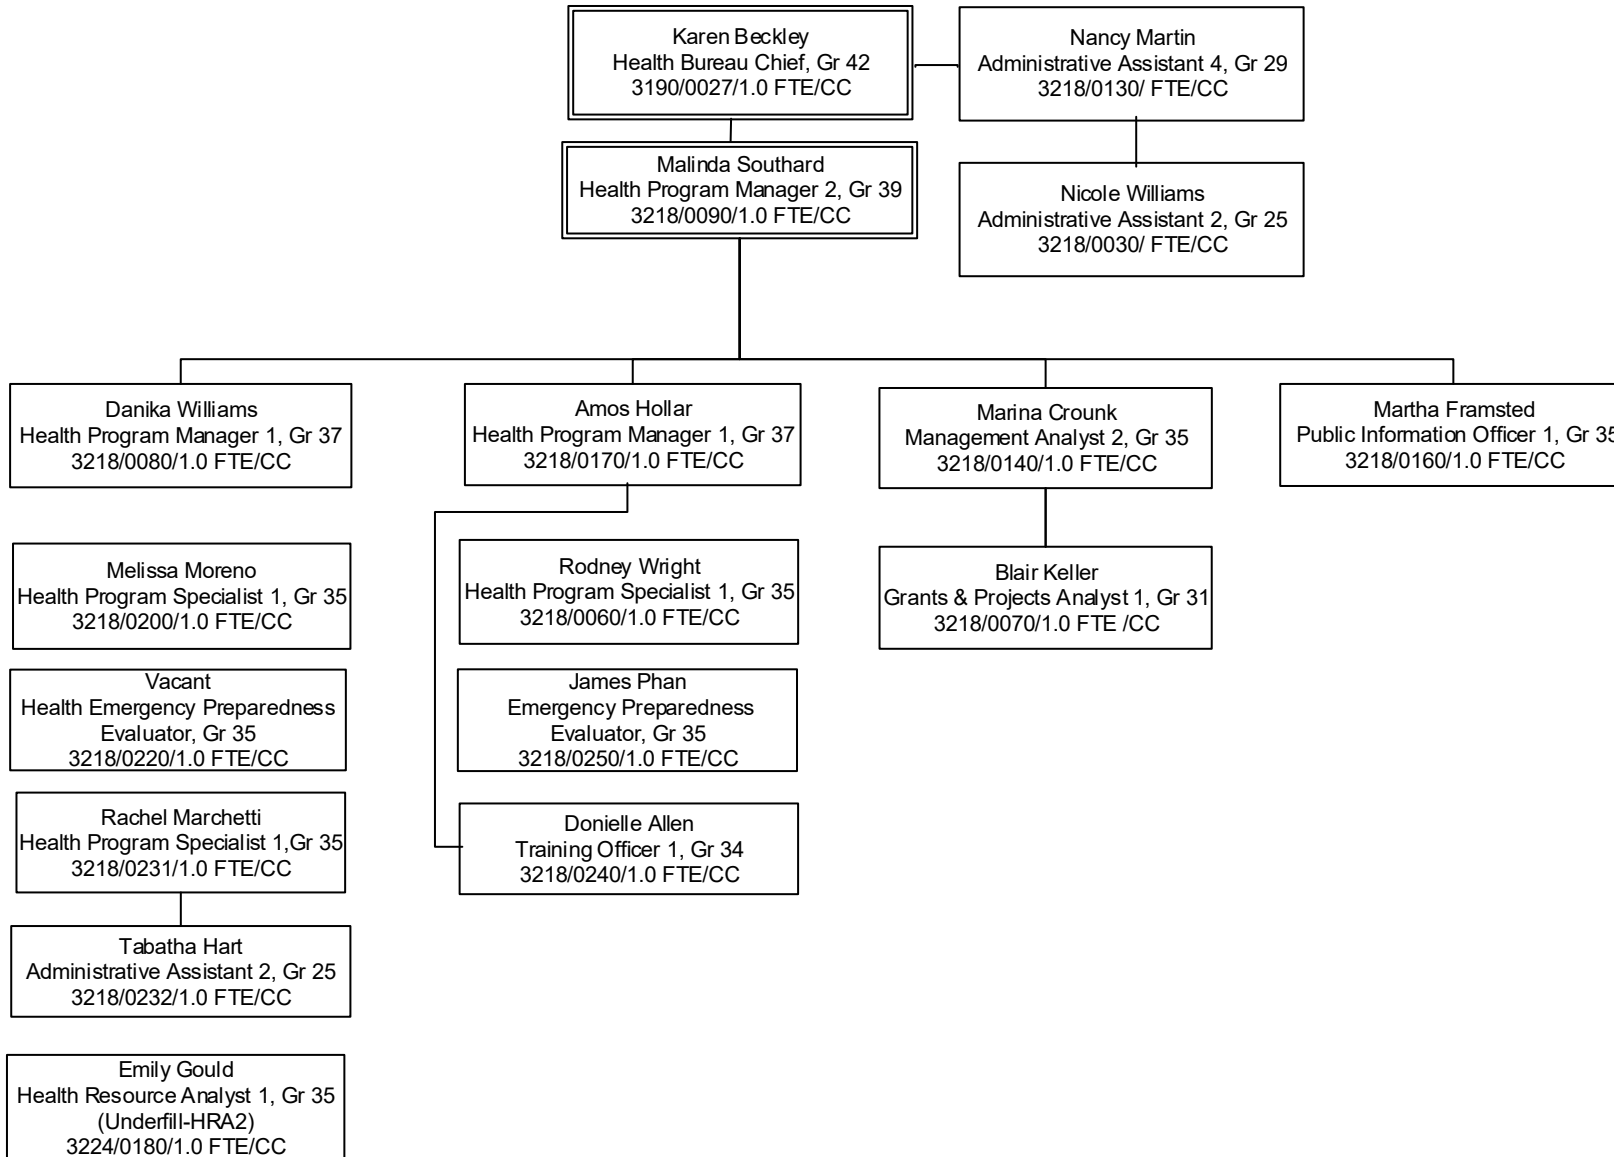 Karen Beckley
Health Bureau Chief, Gr 42
3190/0027/1.0 FTE/CC
Nancy Martin
Administrative Assistant 4, Gr 29
3218/0130/ FTE/CC
Malinda Southard
Health Program Manager 2, Gr 39
3218/0090/1.0 FTE/CC
Nicole Williams
Administrative Assistant 2, Gr 25
3218/0030/ FTE/CC
Danika Williams
Health Program Manager 1, Gr 37
3218/0080/1.0 FTE/CC
Amos Hollar
Health Program Manager 1, Gr 37
3218/0170/1.0 FTE/CC
Marina Crounk
Management Analyst 2, Gr 35
3218/0140/1.0 FTE/CC
Martha Framsted
Public Information Officer 1, Gr 35
3218/0160/1.0 FTE/CC
Melissa Moreno
Health Program Specialist 1, Gr 35
3218/0200/1.0 FTE/CC
Rodney Wright
Health Program Specialist 1, Gr 35
3218/0060/1.0 FTE/CC
Blair Keller
Grants & Projects Analyst 1, Gr 31
3218/0070/1.0 FTE /CC
Vacant
Health Emergency Preparedness
Evaluator, Gr 35
3218/0220/1.0 FTE/CC
James Phan
Emergency Preparedness
Evaluator, Gr 35
3218/0250/1.0 FTE/CC
Rachel Marchetti
Health Program Specialist 1,Gr 35
3218/0231/1.0 FTE/CC
Donielle Allen
Training Officer 1, Gr 34
3218/0240/1.0 FTE/CC
Tabatha Hart
Administrative Assistant 2, Gr 25
3218/0232/1.0 FTE/CC
Emily Gould
Health Resource Analyst 1, Gr 35
(Underfill-HRA2)
3224/0180/1.0 FTE/CC